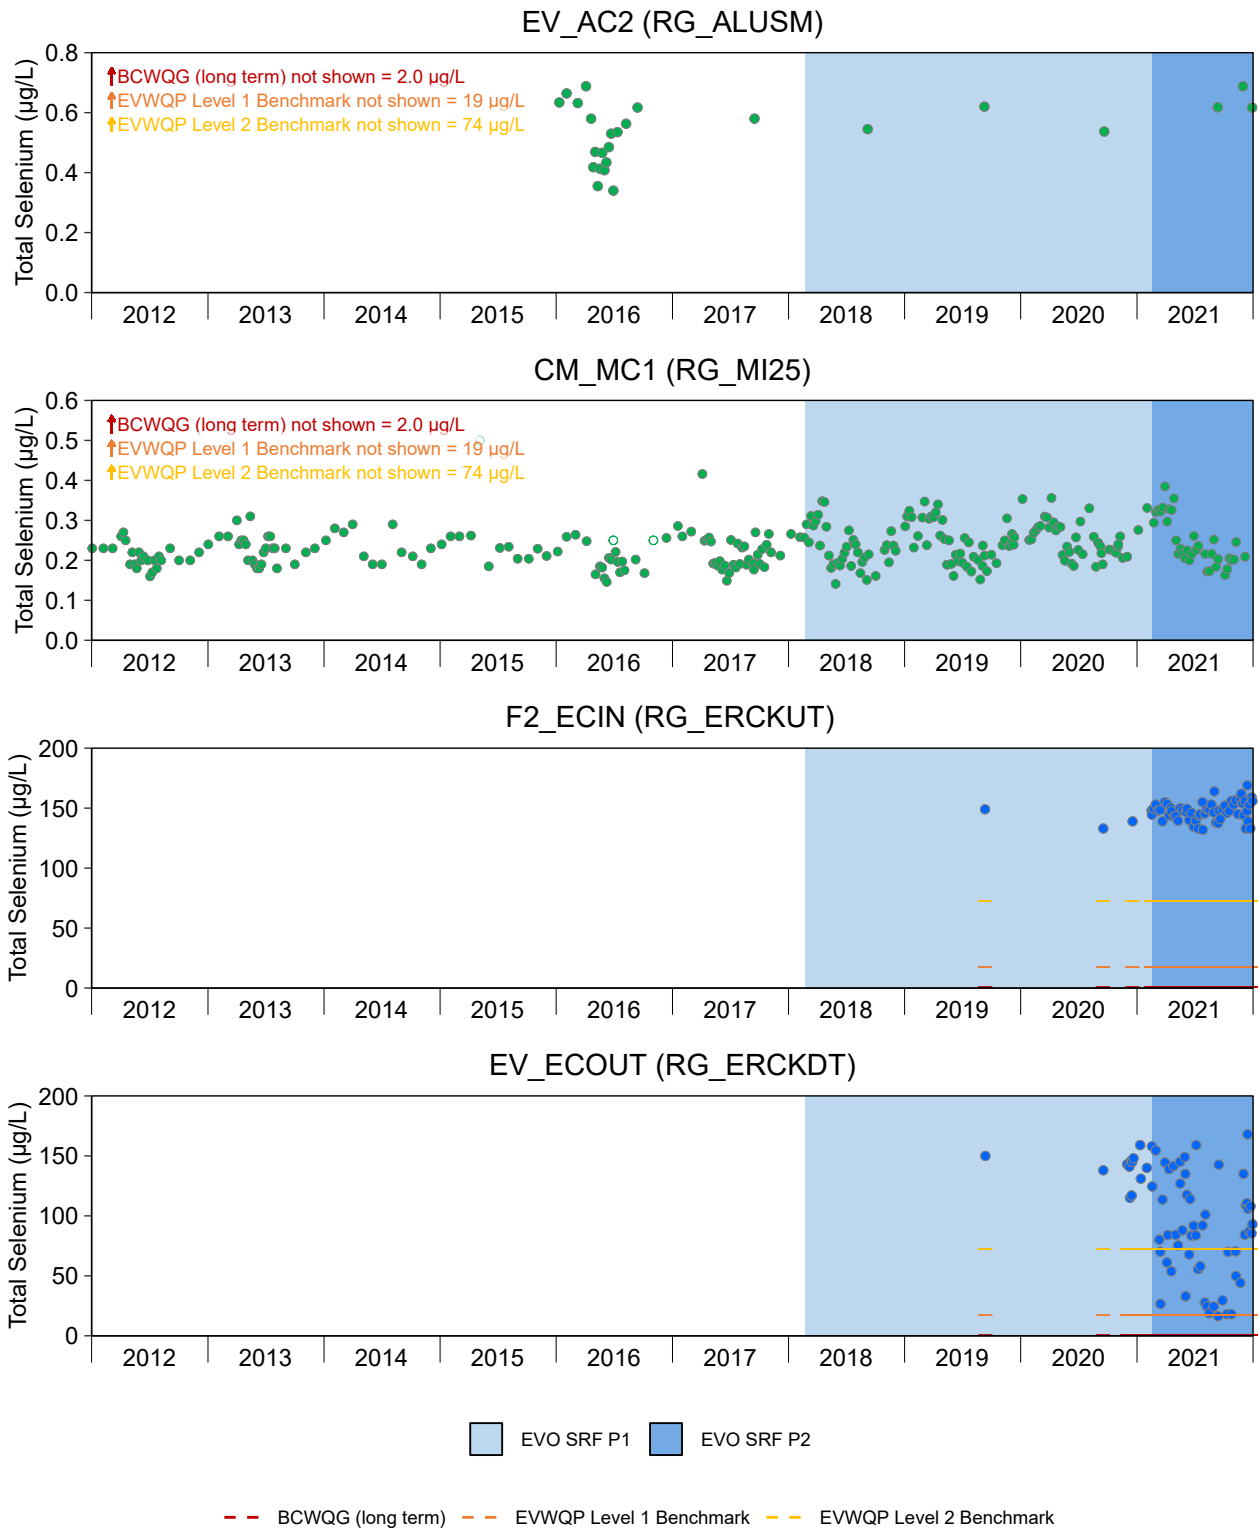 EV_AC2 (RG_ALUSM)
Total Selenium (µg/L)
0.8
0.6
0.4
0.2
0.0
BCWQG (long term) not shown = 2.0 µg/L
EVWQP Level 1 Benchmark not shown = 19 µg/L
EVWQP Level 2 Benchmark not shown = 74 µg/L
2012 2013 2014 2015 2016 2017 2018 2019 2020 2021
CM_MC1 (RG_MI25)
Total Selenium (µg/L)
0.6
0.5
0.4
0.3
0.2
0.1
0.0
BCWQG (long term) not shown = 2.0 µg/L
EVWQP Level 1 Benchmark not shown = 19 µg/L
EVWQP Level 2 Benchmark not shown = 74 µg/L
2012 2013 2014 2015 2016 2017 2018 2019 2020 2021
F2_ECIN (RG_ERCKUT)
Total Selenium (µg/L)
200
150
100
50
0
2012 2013 2014 2015 2016 2017 2018 2019 2020 2021
EV_ECOUT (RG_ERCKDT)
Total Selenium (µg/L)
200
150
100
50
0
2012 2013 2014 2015 2016 2017 2018 2019 2020 2021
EVO SRF P1 EVO SRF P2
BCWQG (long term) EVWQP Level 1 Benchmark EVWQP Level 2 Benchmark